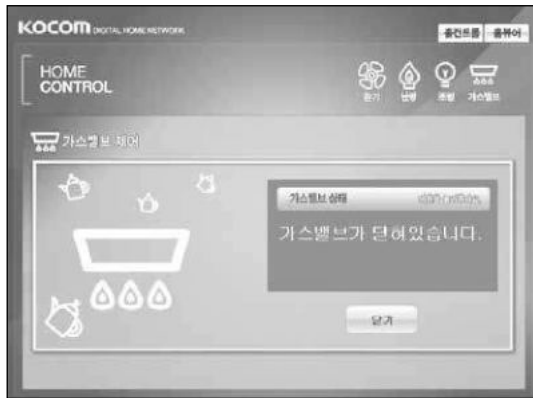 KOCOM DIGITAL HOME NETWORK
홈컨트롤 홈뷰어
HOME
CONTROL
환기 난방 조명 가스밸브
가스밸브 제어
가스밸브 상태
가스밸브가 닫혀있습니다.
닫기